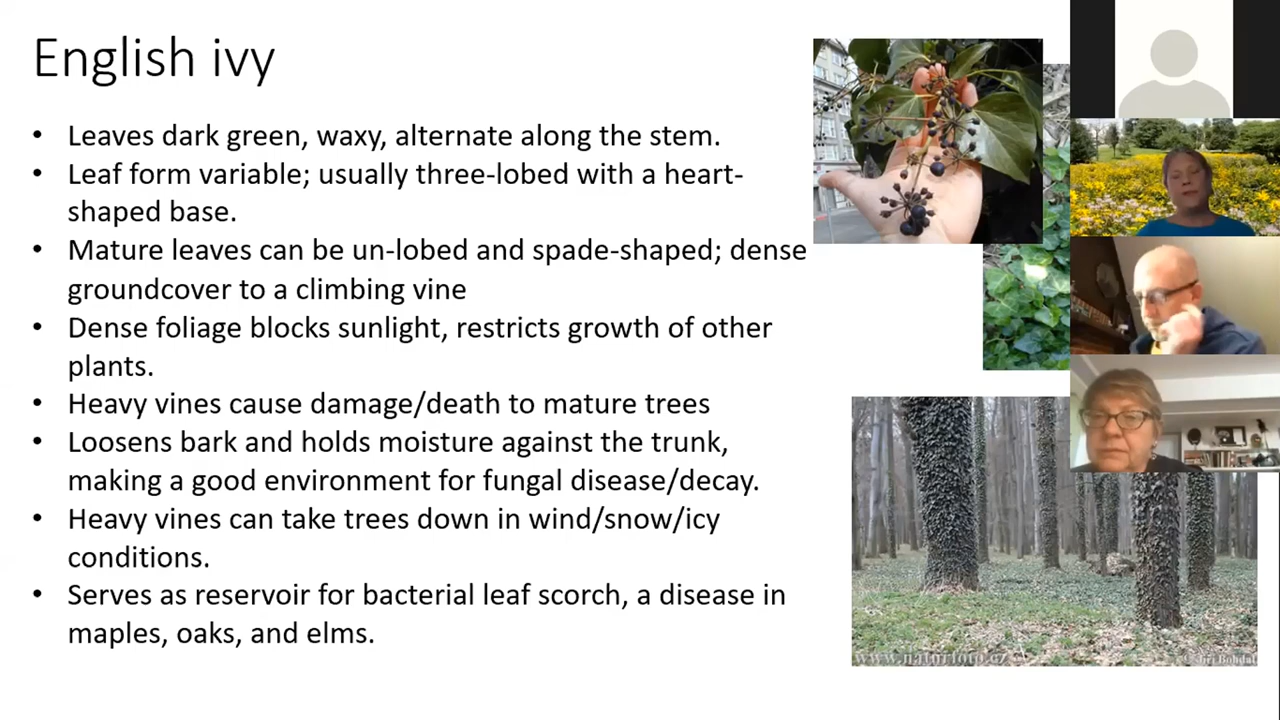 English ivy
• Leaves dark green, waxy, alternate along the stem.
• Leaf form variable; usually three-lobed with a heart-
shaped base.
• Mature leaves can be un-lobed and spade-shaped; dense
groundcover to a climbing vine
• Dense foliage blocks sunlight, restricts growth of other
plants.
• Heavy vines cause damage/death to mature trees
• Loosens bark and holds moisture against the trunk,
making a good environment for fungal disease/decay.
• Heavy vines can take trees down in wind/snow/icy
conditions.
• Serves as reservoir for bacterial leaf scorch, a disease in
maples, oaks, and elms.
www.naturfoto.cz